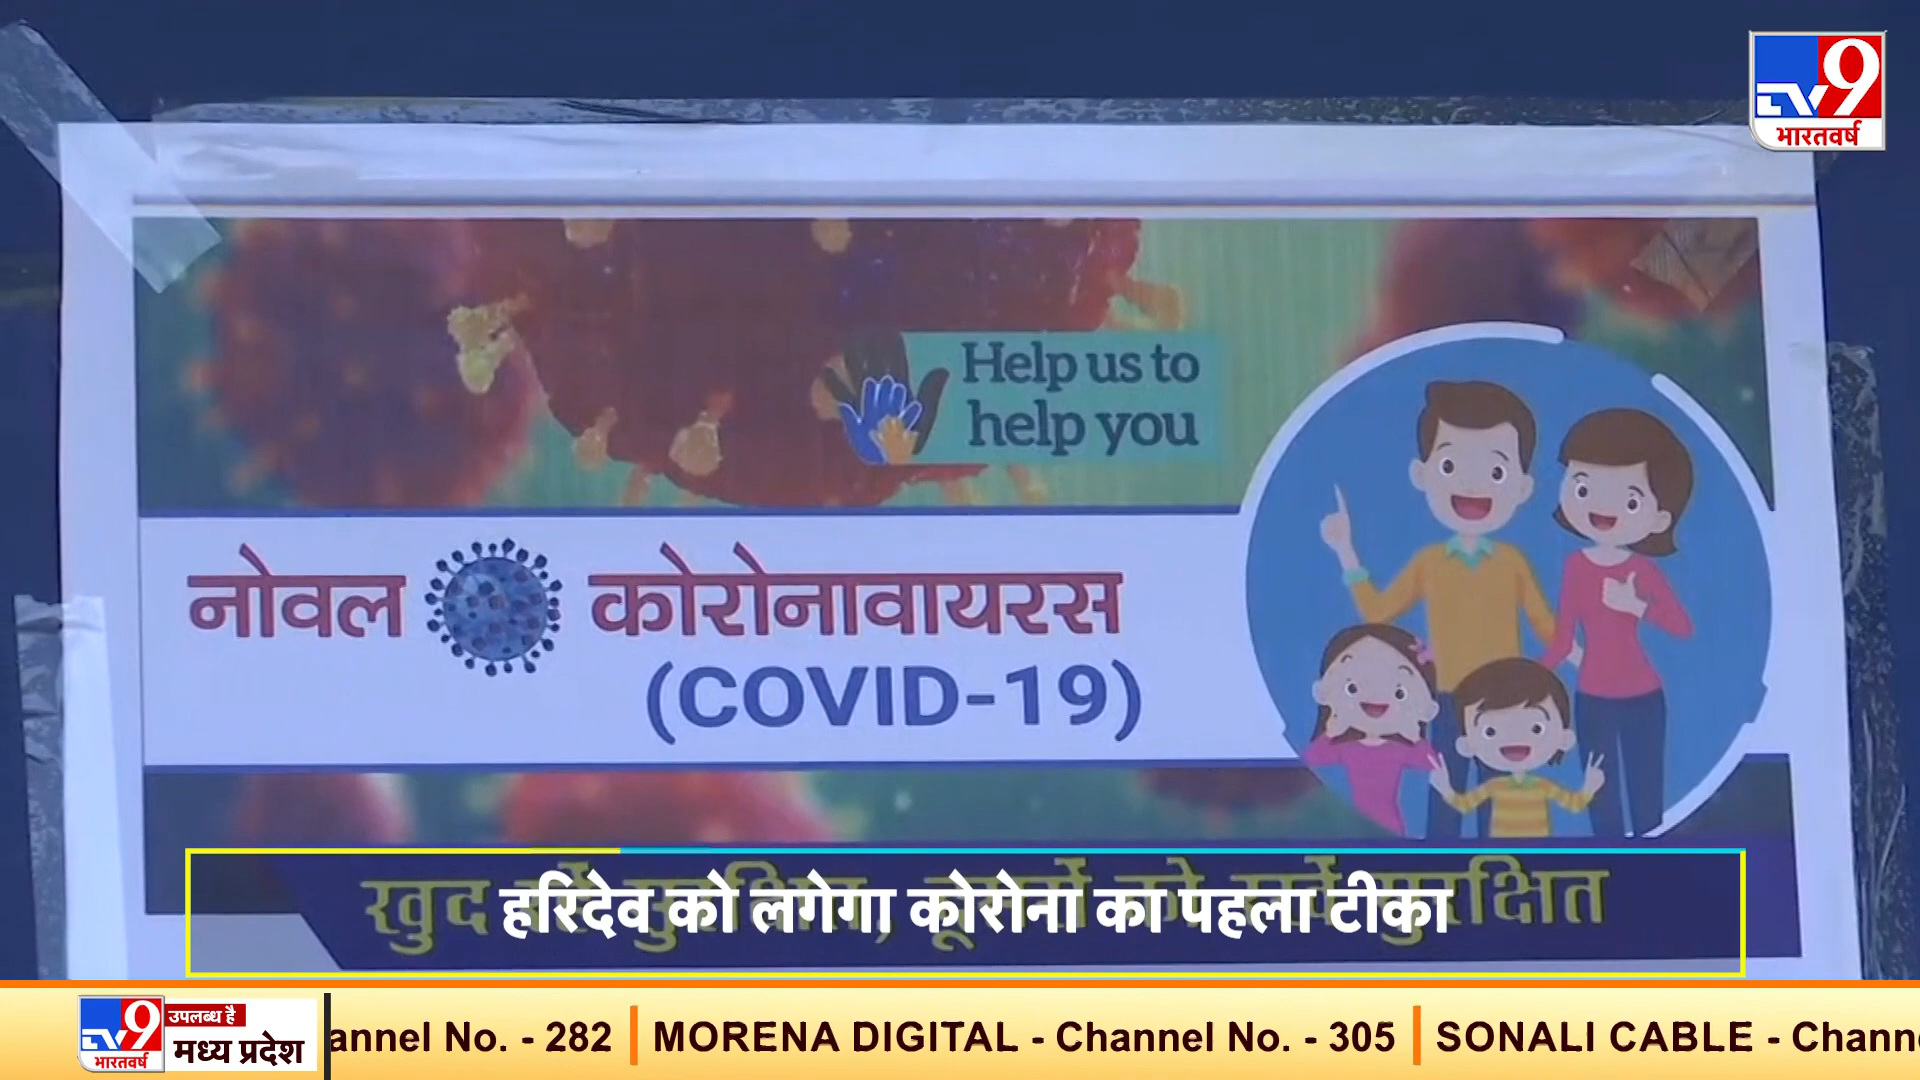 TV9
भारतवर्ष
Help us to
help you
नोवल कोरोनावायरस
(COVID-19)
खुद सुरक्षित
हरिदेव को लगेगा कोरोना का पहला टीका
TV9
भारतवर्ष
उपलब्ध है
मध्य प्रदेश
annel No. - 282 | MORENA DIGITAL - Channel No. - 305 | SONALI CABLE - Chann